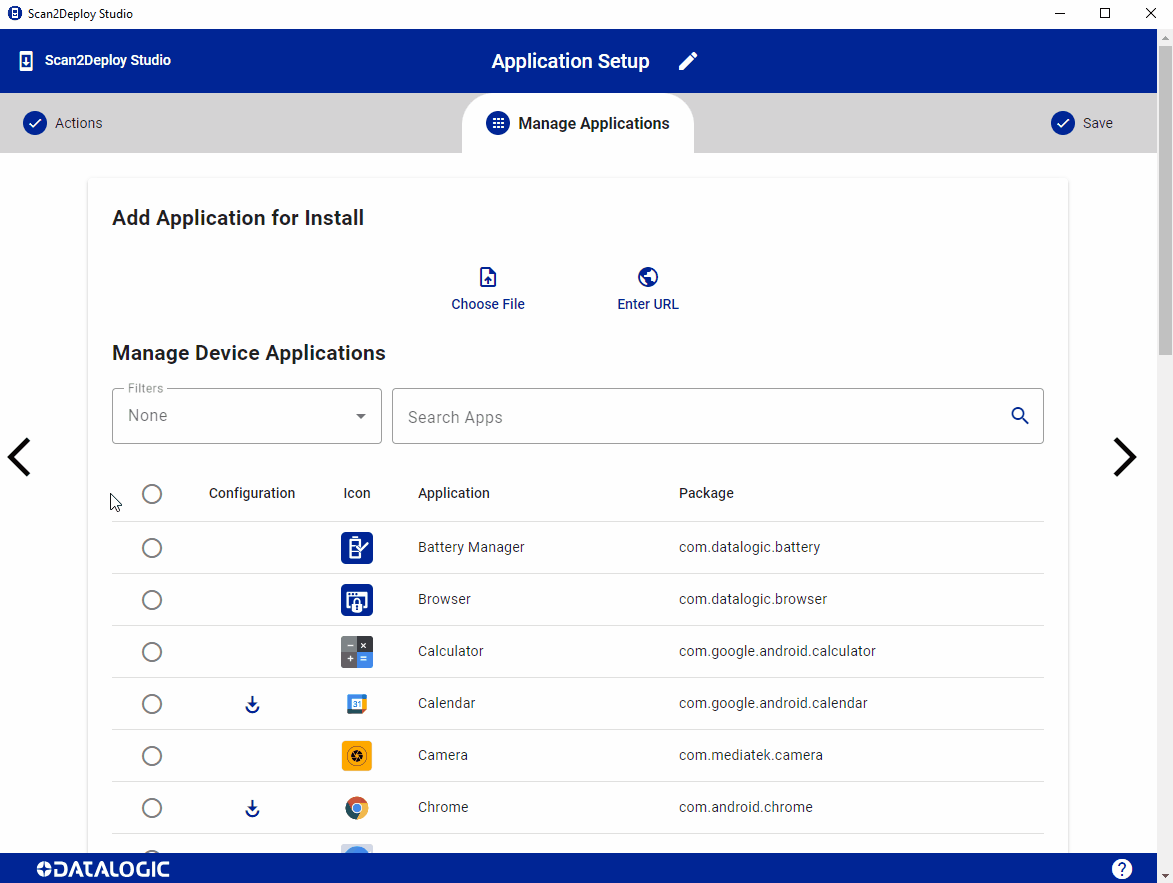 Scan2Deploy Studio
Scan2Deploy Studio
Application Setup
Actions
Manage Applications
Save
Add Application for Install
Choose File
Enter URL
Manage Device Applications
Filters
None
Search Apps
Configuration Icon Application Package
Battery Manager com.datalogic.battery
Browser com.datalogic.browser
Calculator com.google.android.calculator
31 Calendar com.google.android.calendar
Camera com.mediatek.camera
Chrome com.android.chrome
DATALOGIC
?